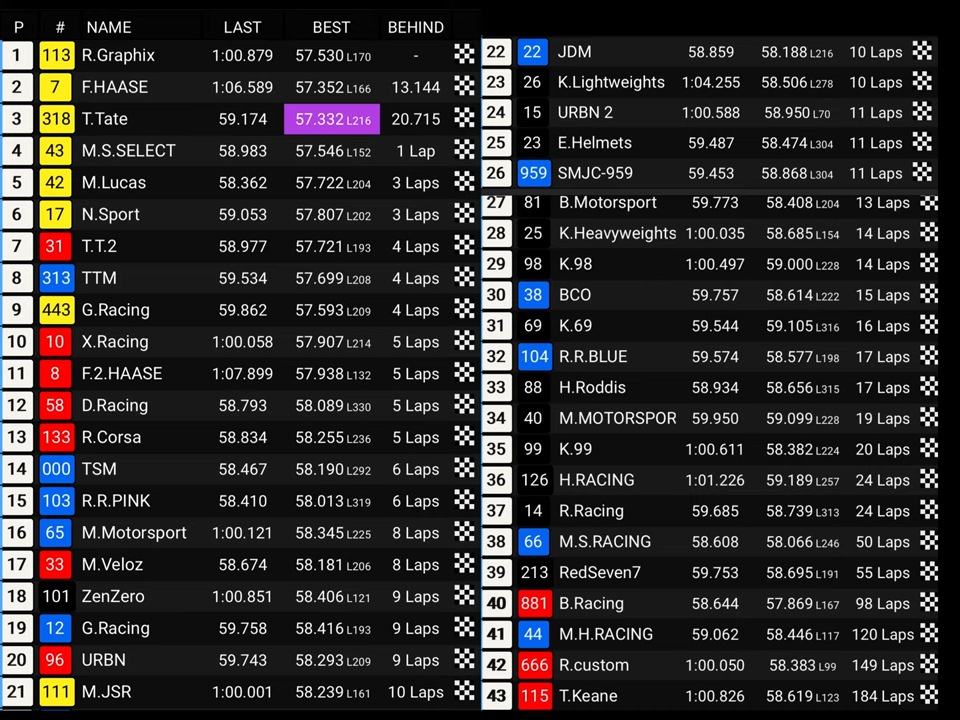 P # NAME LAST BEST BEHIND
1 113 R.Graphix 1:00.879 57.530 L170 -
2 7 F.HAASE 1:06.589 57.352 L166 13.144
3 318 T.Tate 59.174 57.332 L216 20.715
4 43 M.S.SELECT 58.983 57.546 L152 1 Lap
5 42 M.Lucas 58.362 57.722 L204 3 Laps
6 17 N.Sport 59.053 57.807 L202 3 Laps
7 31 T.T.2 58.977 57.721 L193 4 Laps
8 313 TTM 59.534 57.699 L208 4 Laps
9 443 G.Racing 59.862 57.593 L209 4 Laps
10 10 X.Racing 1:00.058 57.907 L214 5 Laps
11 8 F.2.HAASE 1:07.899 57.938 L132 5 Laps
12 58 D.Racing 58.793 58.089 L330 5 Laps
13 133 R.Corsa 58.834 58.255 L236 5 Laps
14 000 TSM 58.467 58.190 L292 6 Laps
15 103 R.R.PINK 58.410 58.013 L319 6 Laps
16 65 M.Motorsport 1:00.121 58.345 L225 8 Laps
17 33 M.Veloz 58.674 58.181 L206 8 Laps
18 101 ZenZero 1:00.851 58.406 L121 9 Laps
19 12 G.Racing 59.758 58.416 L193 9 Laps
20 96 URBN 59.743 58.293 L209 9 Laps
21 111 M.JSR 1:00.001 58.239 L161 10 Laps
22 22 JDM 58.859 58.188 L216 10 Laps
23 26 K.Lightweights 1:04.255 58.506 L278 10 Laps
24 15 URBN 2 1:00.588 58.950 L70 11 Laps
25 23 E.Helmets 59.487 58.474 L304 11 Laps
26 959 SMJC-959 59.453 58.868 L304 11 Laps
27 81 B.Motorsport 59.773 58.408 L204 13 Laps
28 25 K.Heavyweights 1:00.035 58.685 L154 14 Laps
29 98 K.98 1:00.497 59.000 L228 14 Laps
30 38 BCO 59.757 58.614 L222 15 Laps
31 69 K.69 59.544 59.105 L316 16 Laps
32 104 R.R.BLUE 59.574 58.577 L198 17 Laps
33 88 H.Roddis 58.934 58.656 L315 17 Laps
34 40 M.MOTORSPOR 59.950 59.099 L228 19 Laps
35 99 K.99 1:00.611 58.382 L224 20 Laps
36 126 H.RACING 1:01.226 59.189 L257 24 Laps
37 14 R.Racing 59.685 58.739 L313 24 Laps
38 66 M.S.RACING 58.608 58.066 L246 50 Laps
39 213 RedSeven7 59.753 58.695 L191 55 Laps
40 881 B.Racing 58.644 57.869 L167 98 Laps
41 44 M.H.RACING 59.062 58.446 L117 120 Laps
42 666 R.custom 1:00.050 58.383 L99 149 Laps
43 115 T.Keane 1:00.826 58.619 L123 184 Laps